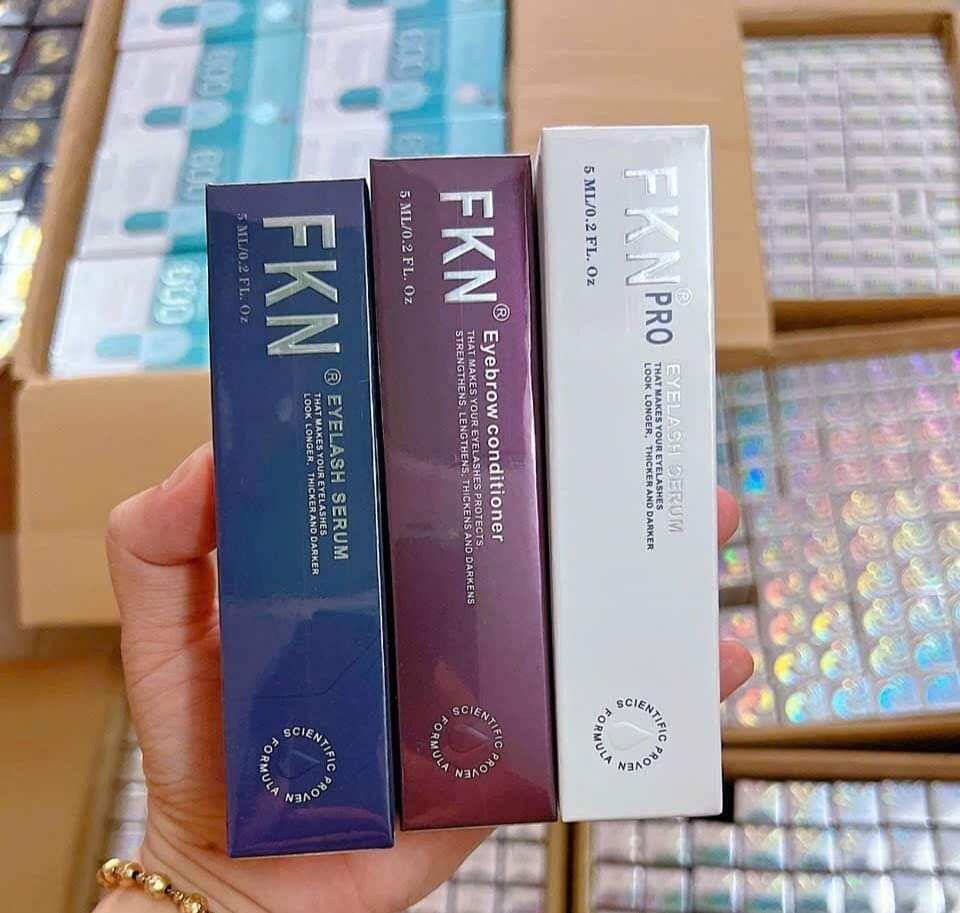 FKN®
5 ML/0.2 FL. Oz
EYELASH SERUM
THAT MAKES YOUR EYELASHES
LOOK LONGER, THICKER AND DARKER
SCIENTIFIC PROVEN FORMULA
FKN®
5 ML/0.2 FL. Oz
Eyebrow conditioner
THAT MAKES YOUR EYELASHES PROTECTS,
STRENGTHENS, LENGTHENS, THICKENS AND DARKENS
SCIENTIFIC PROVEN FORMULA
FKN® PRO
5 ML/0.2 FL. Oz
EYELASH SERUM
THAT MAKES YOUR EYELASHES
LOOK LONGER, THICKER AND DARKER
SCIENTIFIC PROVEN FORMULA